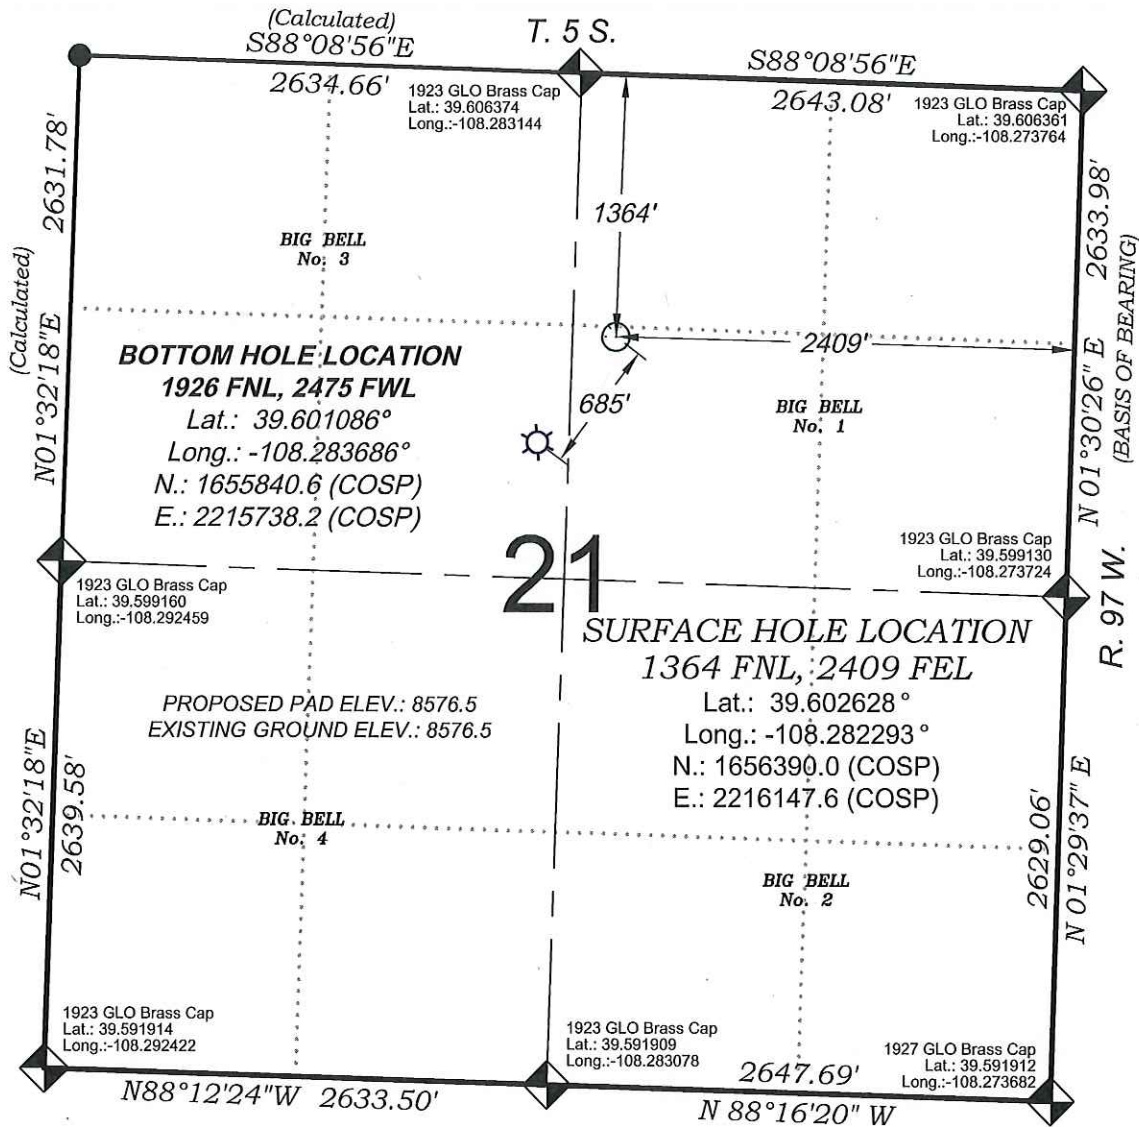 (Calculated)
S88°08'56"E
T. 5 S.
S88°08'56"E
2634.66'
1923 GLO Brass Cap
Lat.: 39.606374
Long.:-108.283144
2643.08'
1923 GLO Brass Cap
Lat.: 39.606361
Long.:-108.273764
2631.78'
(Calculated)
N01°32'18"E
1364'
2633.98'
N 01°30'26" E
(BASIS OF BEARING)
BIG BELL
No. 3
2409'
BOTTOM HOLE LOCATION
1926 FNL, 2475 FWL
Lat.: 39.601086°
Long.: -108.283686°
N.: 1655840.6 (COSP)
E.: 2215738.2 (COSP)
685'
BIG BELL
No. 1
21
1923 GLO Brass Cap
Lat.: 39.599130
Long.:-108.273724
1923 GLO Brass Cap
Lat.: 39.599160
Long.:-108.292459
R. 97 W.
SURFACE HOLE LOCATION
1364 FNL, 2409 FEL
Lat.: 39.602628°
Long.: -108.282293°
N.: 1656390.0 (COSP)
E.: 2216147.6 (COSP)
PROPOSED PAD ELEV.: 8576.5
EXISTING GROUND ELEV.: 8576.5
N01°32'18"E
2639.58'
BIG BELL
No. 4
BIG BELL
No. 2
2629.06'
N 01°29'37" E
1923 GLO Brass Cap
Lat.: 39.591914
Long.:-108.292422
1923 GLO Brass Cap
Lat.: 39.591909
Long.:-108.283078
1927 GLO Brass Cap
Lat.: 39.591912
Long.:-108.273682
N88°12'24"W 2633.50'
2647.69'
N 88°16'20" W